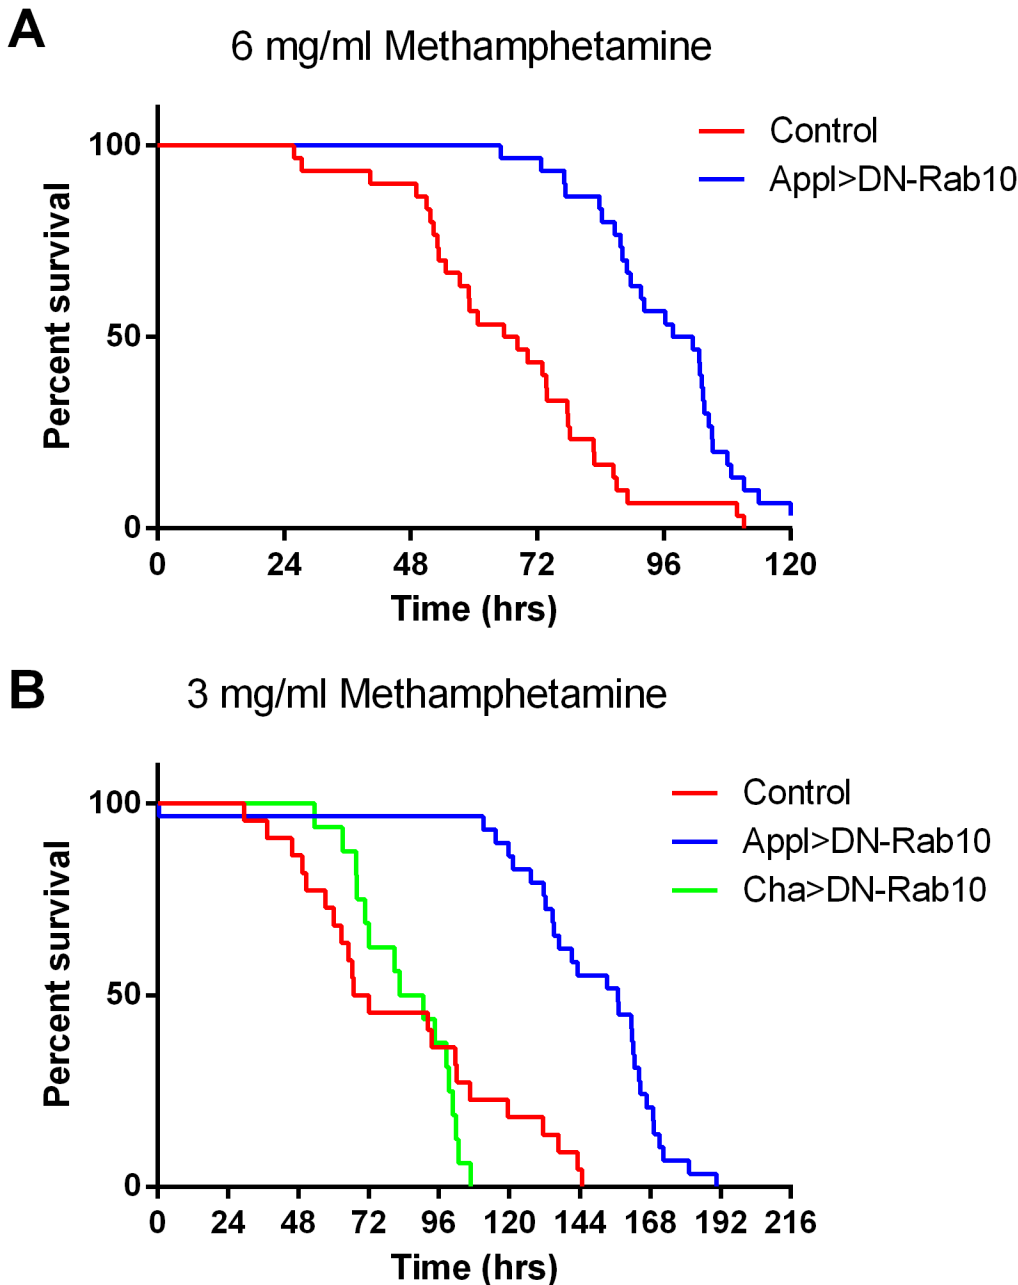 A
6 mg/ml Methamphetamine
Control
Appl>DN-Rab10
Percent survival
100
50
0
0 24 48 72 96 120
Time (hrs)
B
3 mg/ml Methamphetamine
Control
Appl>DN-Rab10
Cha>DN-Rab10
Percent survival
100
50
0
0 24 48 72 96 120 144 168 192 216
Time (hrs)